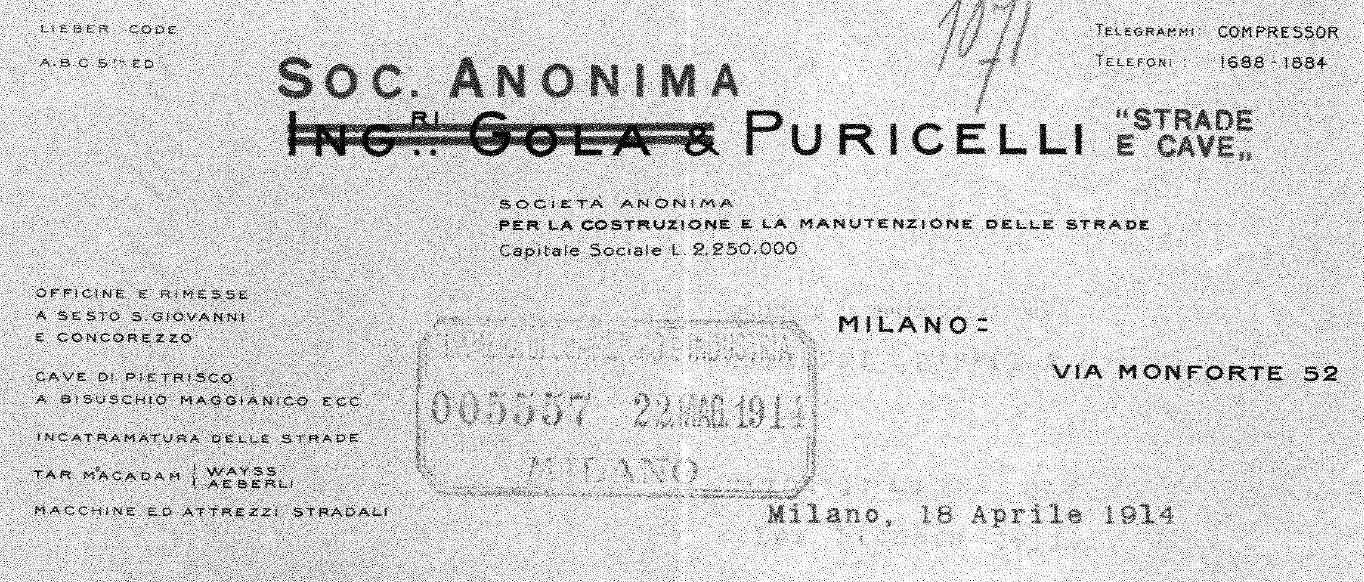 LIEBER CODE
A.B.C 5TH ED.
1071
TELEGRAMMI: COMPRESSOR
TELEFONI: 1688-1884
SOC. ANONIMA
ING.RI GOLA & PURICELLI "STRADE E CAVE„
SOCIETA ANONIMA
PER LA COSTRUZIONE E LA MANUTENZIONE DELLE STRADE
Capitale Sociale L. 2.250.000
OFFICINE E RIMESSE
A SESTO S. GIOVANNI
E CONCOREZZO
CAVE DI PIETRISCO
A BISUSCHIO MAGGIANICO ECC
INCATRAMATURA DELLE STRADE
TAR MºACADAM { WAYSS
AEBERLI
MACCHINE ED ATTREZZI STRADALI
MILANO =
VIA MONFORTE 52
005557 22 MAG. 1914
MILANO
Milano, 18 Aprile 1914